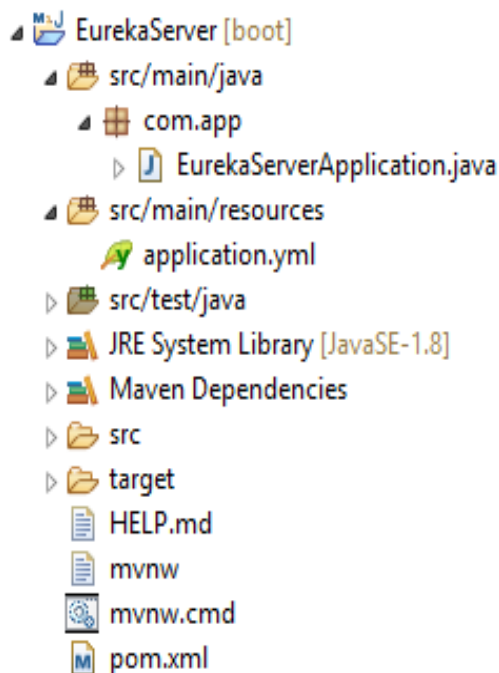 EurekaServer [boot]
src/main/java
com.app
EurekaServerApplication.java
src/main/resources
application.yml
src/test/java
JRE System Library [JavaSE-1.8]
Maven Dependencies
src
target
HELP.md
mvnw
mvnw.cmd
pom.xml